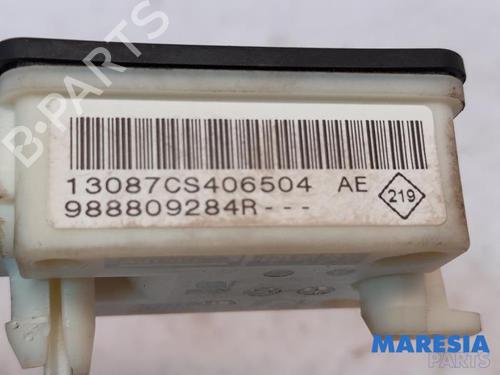 B-PARTS
13087CS406504 AE
219
988809284R---
MARESIA
PARTS